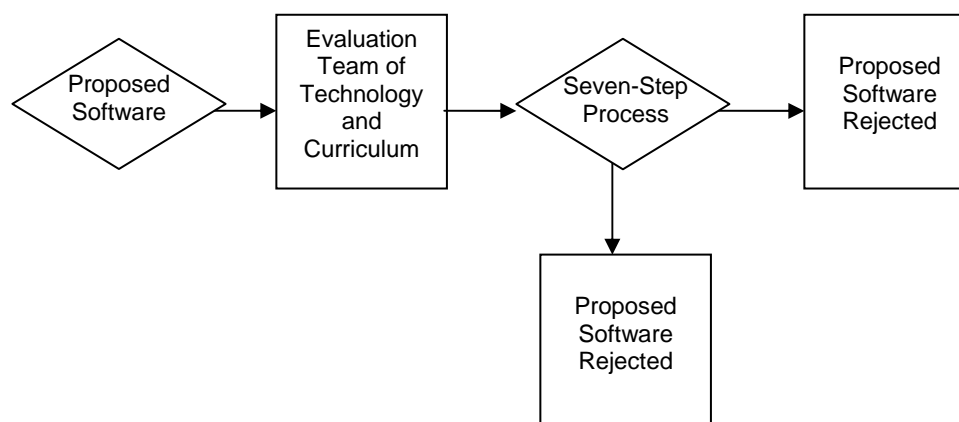 Proposed
Software
Evaluation
Team of
Technology
and
Curriculum
Seven-Step
Process
Proposed
Software
Rejected
Proposed
Software
Rejected